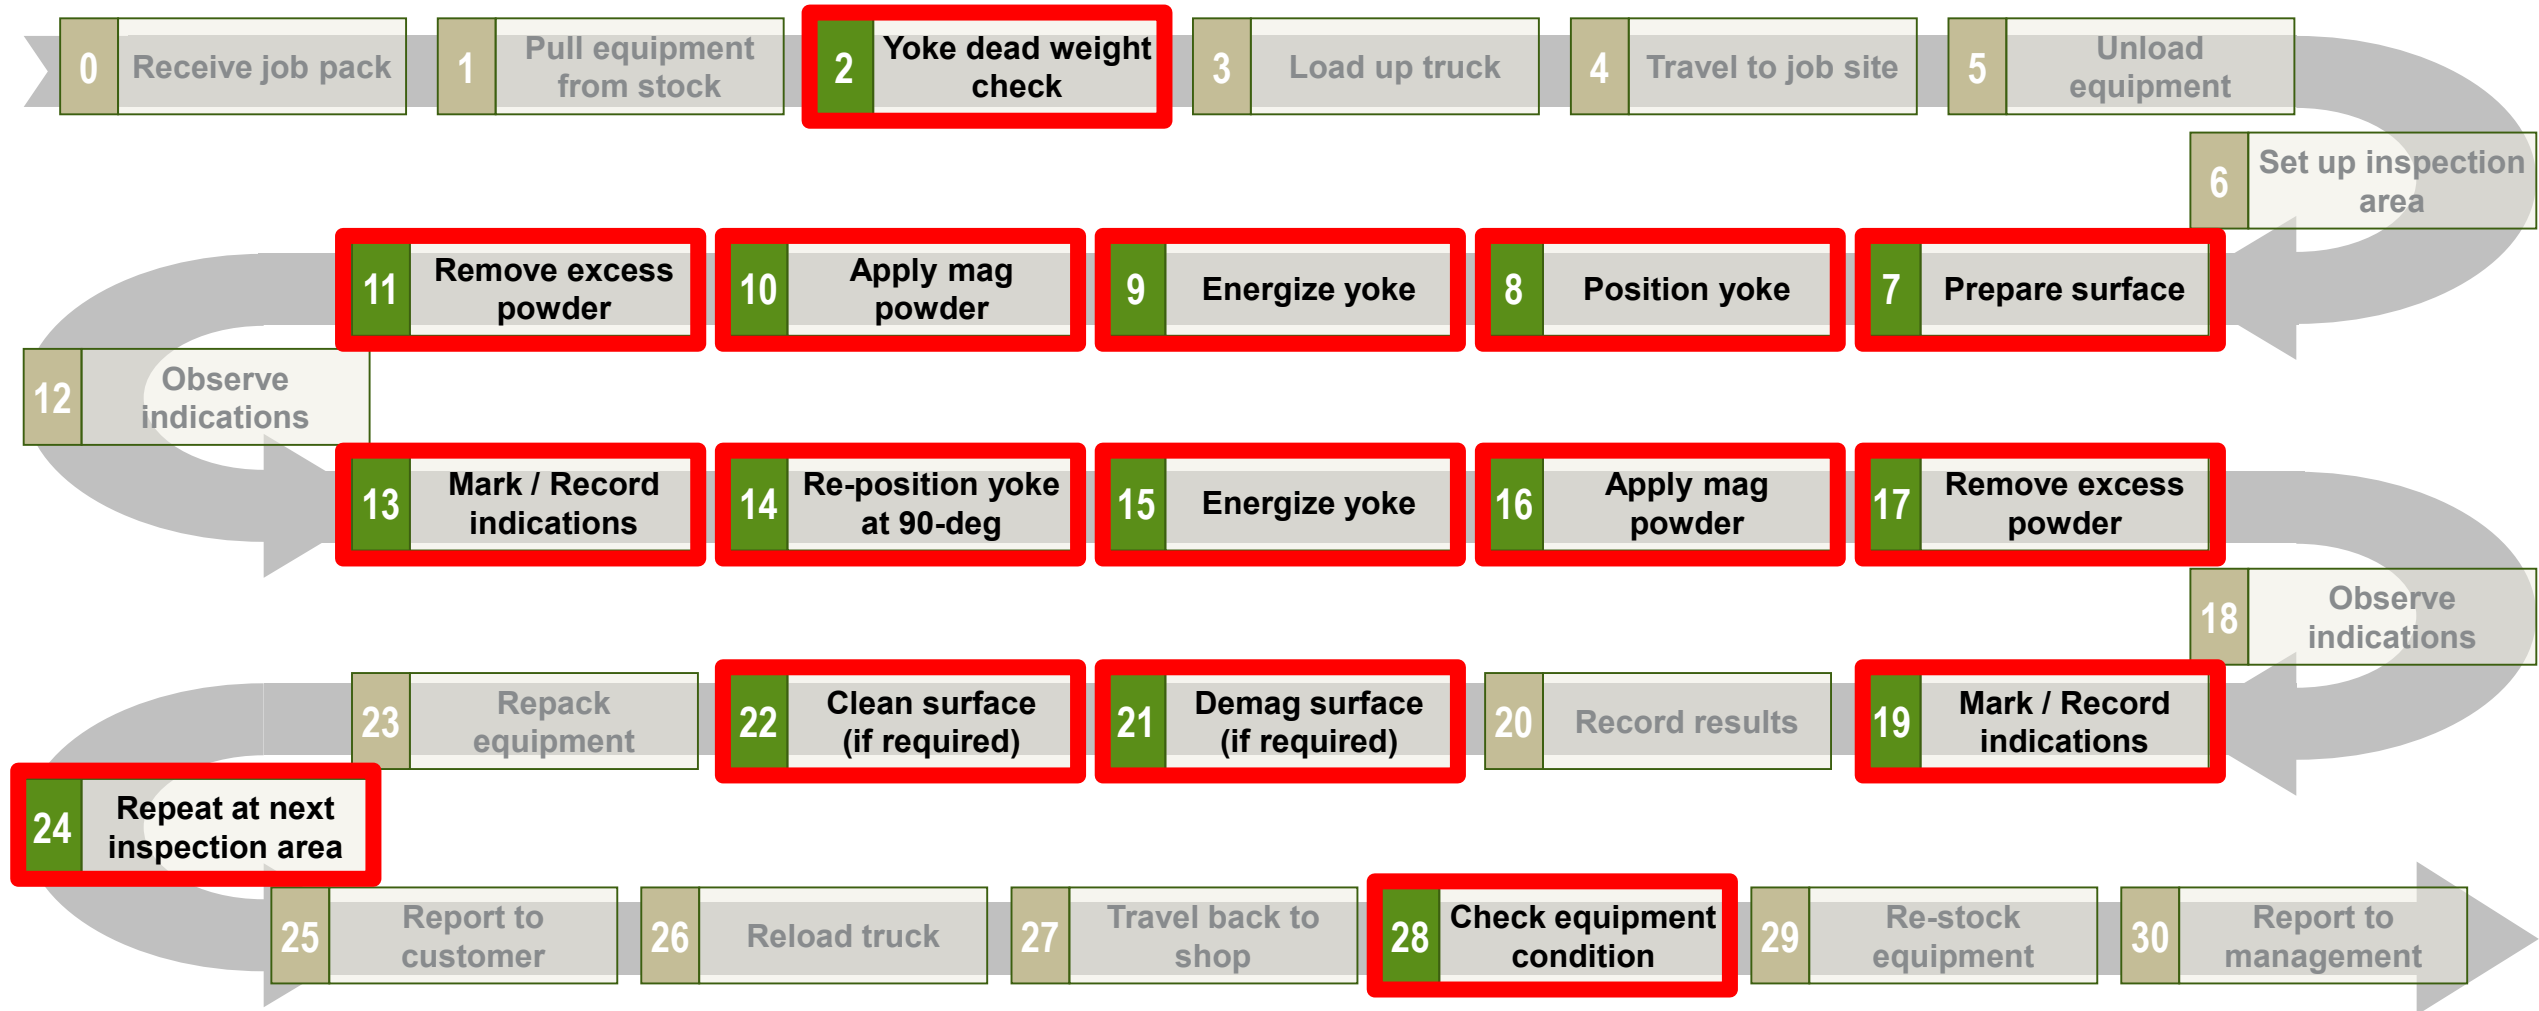 0
Receive job pack
1
Pull equipment
from stock
2
Yoke dead weight
check
3
Load up truck
4
Travel to job site
5
Unload
equipment
6
Set up inspection
area
7
Prepare surface
8
Position yoke
9
Energize yoke
10
Apply mag
powder
11
Remove excess
powder
12
Observe
indications
13
Mark / Record
indications
14
Re-position yoke
at 90-deg
15
Energize yoke
16
Apply mag
powder
17
Remove excess
powder
18
Observe
indications
19
Mark / Record
indications
20
Record results
21
Demag surface
(if required)
22
Clean surface
(if required)
23
Repack
equipment
24
Repeat at next
inspection area
25
Report to
customer
26
Reload truck
27
Travel back to
shop
28
Check equipment
condition
29
Re-stock
equipment
30
Report to
management